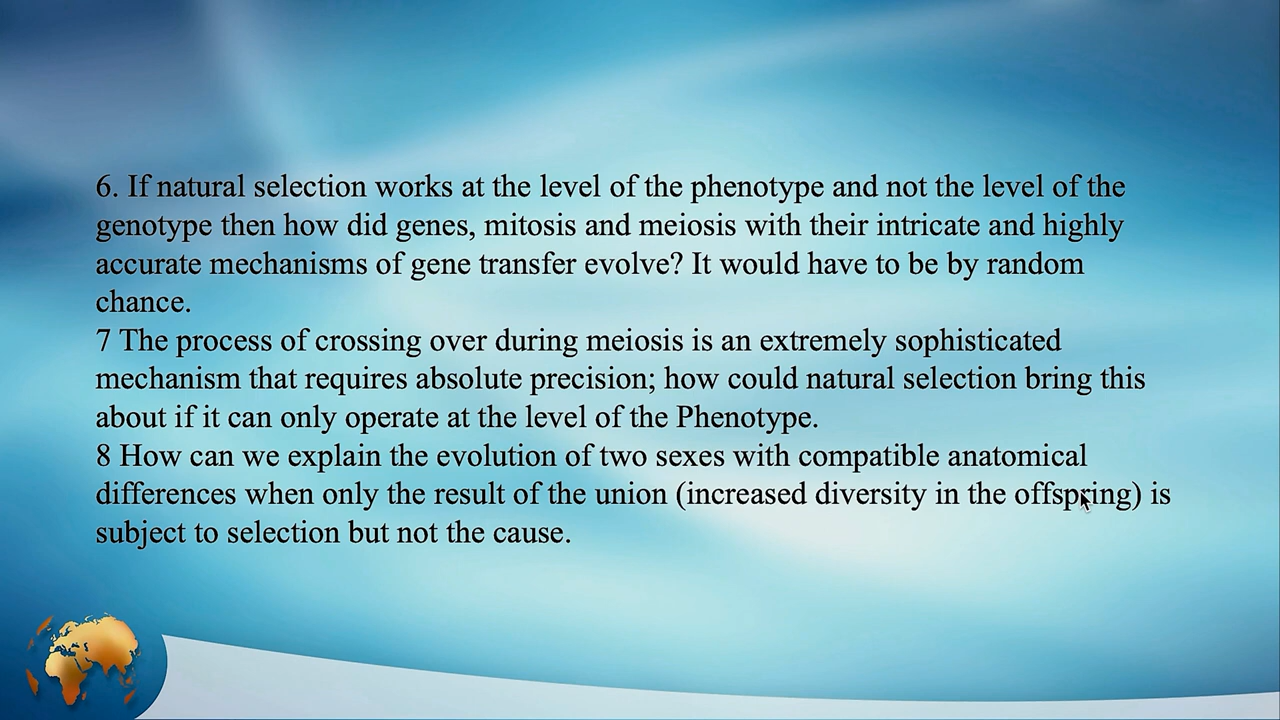 6. If natural selection works at the level of the phenotype and not the level of the
genotype then how did genes, mitosis and meiosis with their intricate and highly
accurate mechanisms of gene transfer evolve? It would have to be by random
chance.
7 The process of crossing over during meiosis is an extremely sophisticated
mechanism that requires absolute precision; how could natural selection bring this
about if it can only operate at the level of the Phenotype.
8 How can we explain the evolution of two sexes with compatible anatomical
differences when only the result of the union (increased diversity in the offspring) is
subject to selection but not the cause.